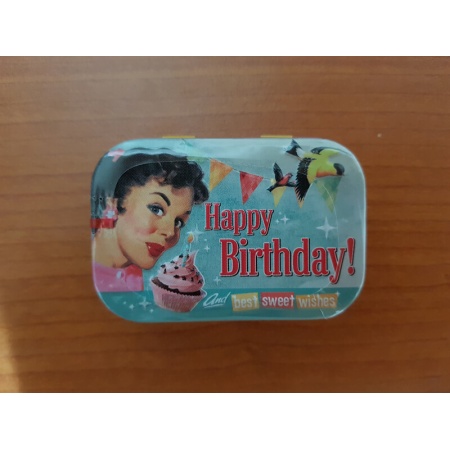 Happy
Birthday!
And best sweet wishes